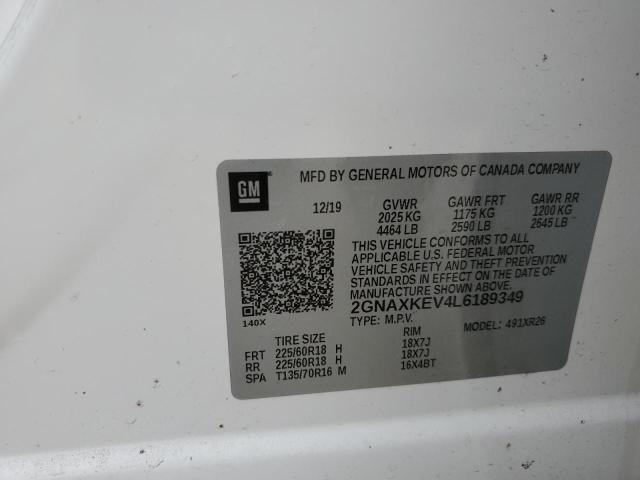 GM
MFD BY GENERAL MOTORS OF CANADA COMPANY
12/19 GVWR GAWR FRT GAWR RR
2025 KG 1175 KG 1200 KG
4464 LB 2590 LB 2645 LB
THIS VEHICLE CONFORMS TO ALL
APPLICABLE U.S. FEDERAL MOTOR
VEHICLE SAFETY AND THEFT PREVENTION
STANDARDS IN EFFECT ON THE DATE OF
MANUFACTURE SHOWN ABOVE.
2GNAXKEV4L6189349
140X TYPE: M.P.V. MODEL: 491XR26
TIRE SIZE RIM
FRT 225/60R18 H 18X7J
RR 225/60R18 H 18X7J
SPA T135/70R16 M 16X4BT